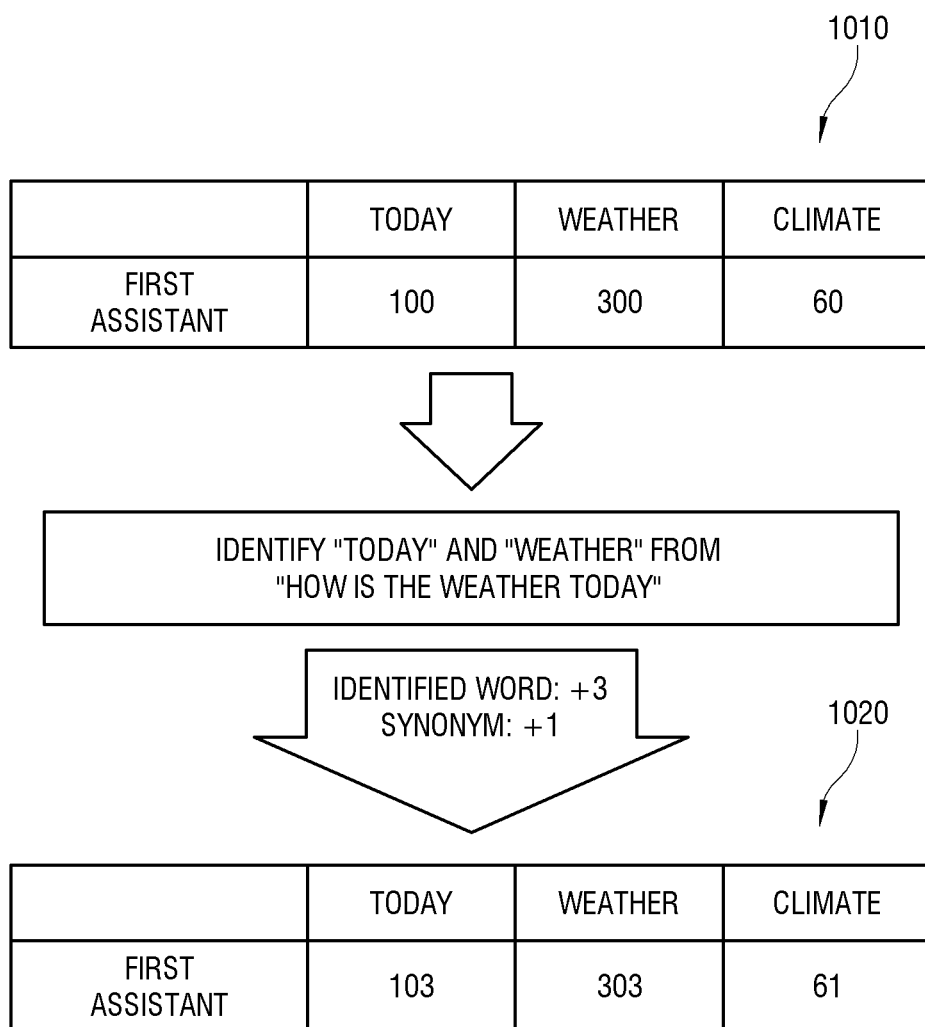 1010
TODAY WEATHER CLIMATE
FIRST
ASSISTANT 100 300 60
IDENTIFY "TODAY" AND "WEATHER" FROM
"HOW IS THE WEATHER TODAY"
IDENTIFIED WORD: +3
SYNONYM: +1
1020
TODAY WEATHER CLIMATE
FIRST
ASSISTANT 103 303 61